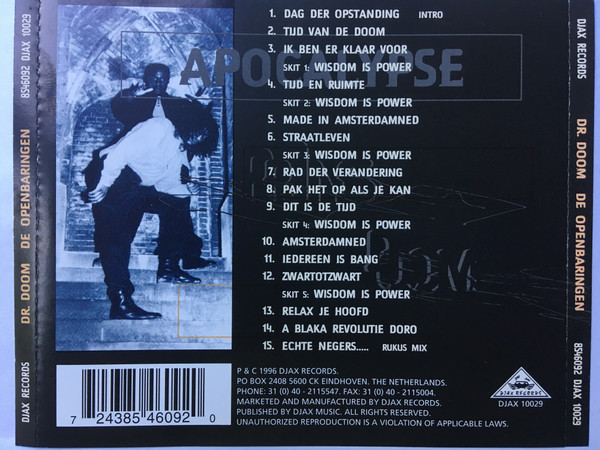 DJAX RECORDS DR. DOOM DE OPENBARINGEN 8546092 DJAX 10029
APOCALYPSE
1. DAG DER OPSTANDING INTRO
2. TIJD VAN DE DOOM
3. IK BEN ER KLAAR VOOR
SKIT 1: WISDOM IS POWER
4. TIJD EN RUIMTE
SKIT 2: WISDOM IS POWER
5. MADE IN AMSTERDAMNED
6. STRAATLEVEN
SKIT 3: WISDOM IS POWER
7. RAD DER VERANDERING
8. PAK HET OP ALS JE KAN
9. DIT IS DE TIJD
SKIT 4: WISDOM IS POWER
10. AMSTERDAMNED
11. IEDEREEN IS BANG
12. ZWARTOTZWART
SKIT 5: WISDOM IS POWER
13. RELAX JE HOOFD
14. A BLAKA REVOLUTIE DORO
15. ECHTE NEGERS..... RUKUS MIX
DOOM
7 24385 46092 0
P & C 1996 DJAX RECORDS.
PO BOX 2408 5600 CK EINDHOVEN. THE NETHERLANDS.
PHONE: 31 (0) 40 - 2115547. FAX: 31 (0) 40 - 2115004.
MARKETED AND MANUFACTURED BY DJAX RECORDS.
PUBLISHED BY DJAX MUSIC. ALL RIGHTS RESERVED.
UNAUTHORIZED REPRODUCTION IS A VIOLATION OF APPLICABLE LAWS.
DJAX RECORDS
DJAX 10029
DJAX RECORDS DR. DOOM DE OPENBARINGEN 8546092 DJAX 10029